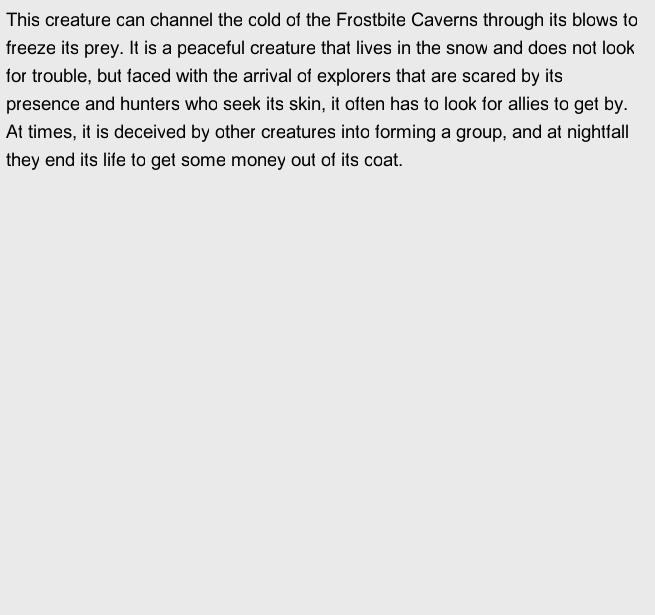 This creature can channel the cold of the Frostbite Caverns through its blows to
freeze its prey. It is a peaceful creature that lives in the snow and does not look
for trouble, but faced with the arrival of explorers that are scared by its
presence and hunters who seek its skin, it often has to look for allies to get by.
At times, it is deceived by other creatures into forming a group, and at nightfall
they end its life to get some money out of its coat.